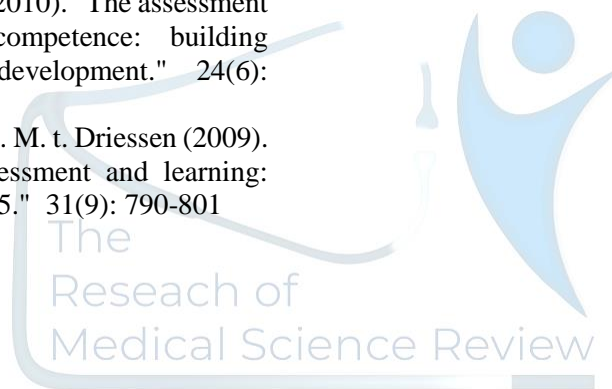 2010). "The assessment
competence: building
development." 24(6):
. M. t. Driessen (2009).
essment and learning:
5." 31(9): 790-801
The
Reseach of
Medical Science Review